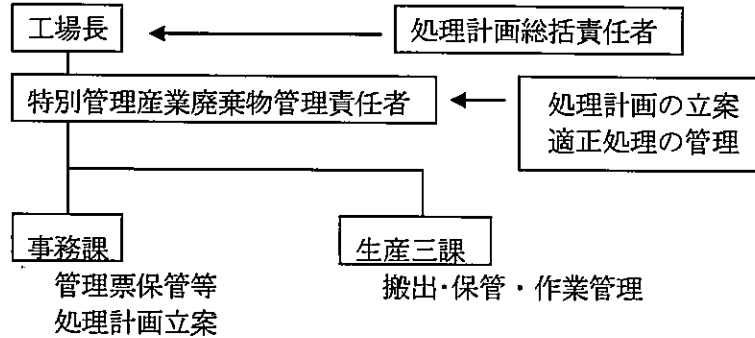 工場長
処理計画総括責任者
特別管理産業廃棄物管理責任者
処理計画の立案
適正処理の管理
事務課
生産三課
管理票保管等
搬出・保管・作業管理
処理計画立案